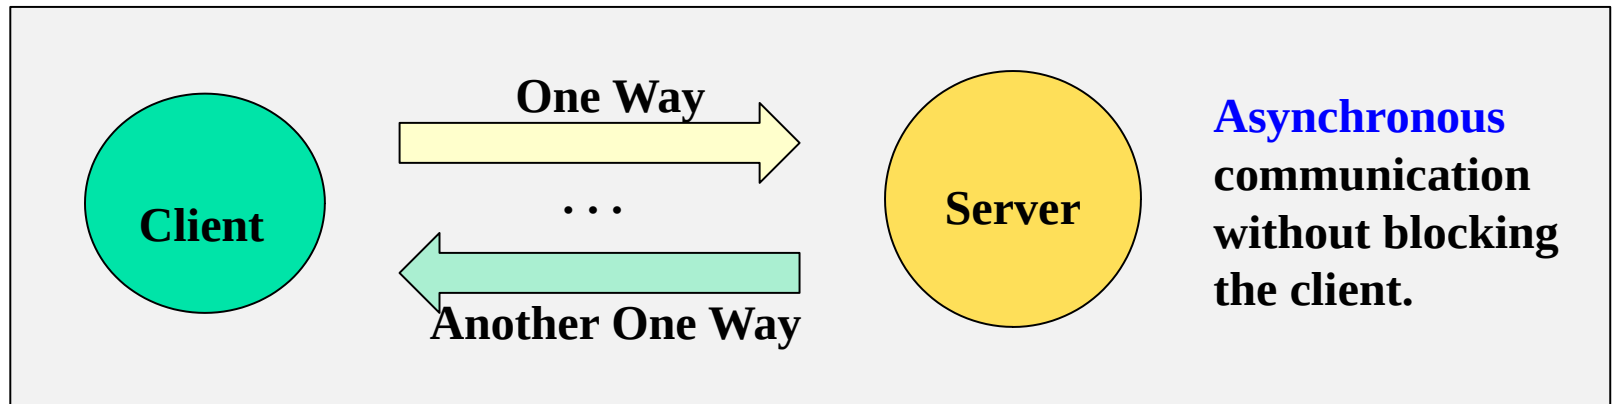 One Way
Client
. . .
Server
Another One Way
Asynchronous
communication
without blocking
the client.